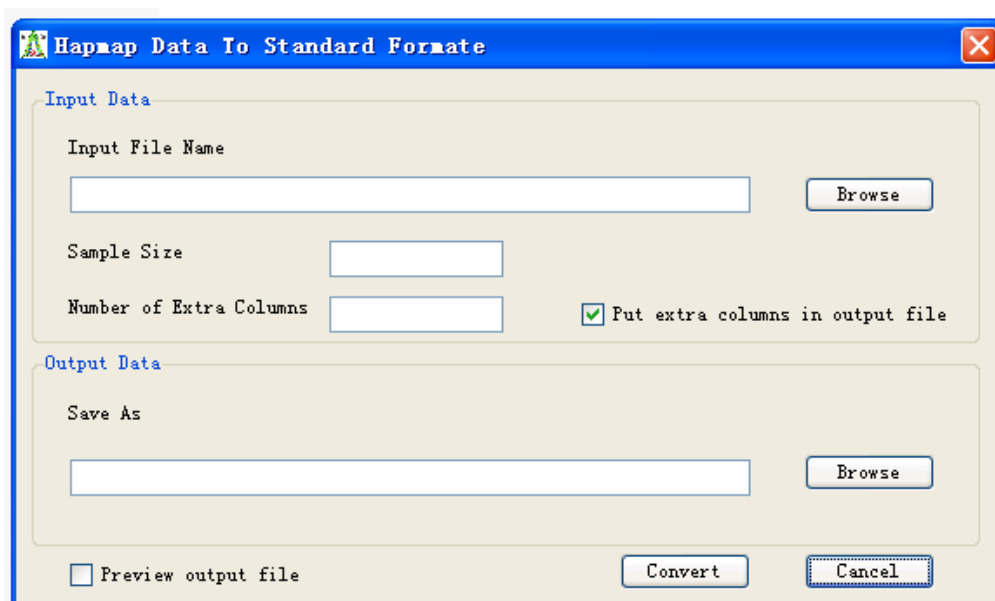 Hapmap Data To Standard Formate
Input Data
Input File Name
Browse
Sample Size
Number of Extra Columns
Put extra columns in output file
Output Data
Save As
Browse
Preview output file
Convert
Cancel